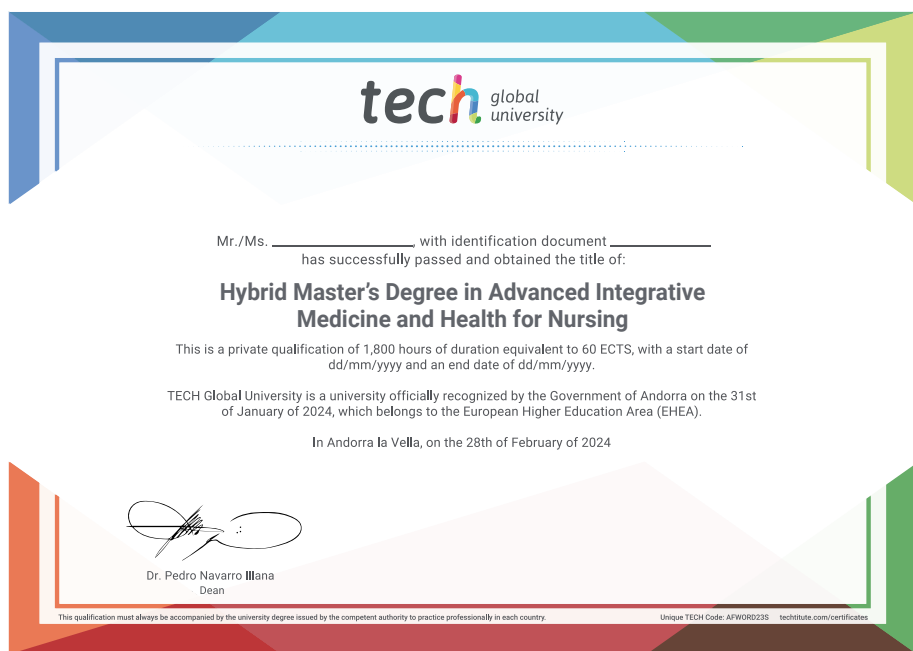 tech global university
Mr./Ms. ____________, with identification document ____________
has successfully passed and obtained the title of:
Hybrid Master's Degree in Advanced Integrative
Medicine and Health for Nursing
This is a private qualification of 1,800 hours of duration equivalent to 60 ECTS, with a start date of
dd/mm/yyyy and an end date of dd/mm/yyyy.
TECH Global University is a university officially recognized by the Government of Andorra on the 31st
of January of 2024, which belongs to the European Higher Education Area (EHEA).
In Andorra la Vella, on the 28th of February of 2024
Dr. Pedro Navarro Illana
Dean
This qualification must always be accompanied by the university degree issued by the competent authority to practice professionally in each country.
Unique TECH Code: AFWORD23S techtitute.com/certificates